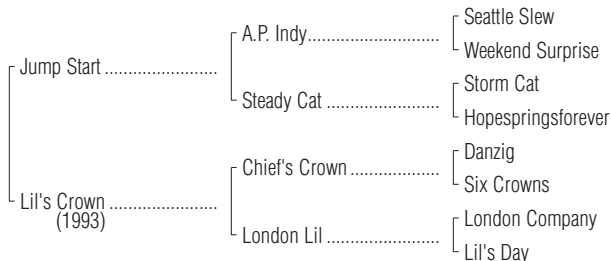 Seattle Slew
A.P. Indy
Weekend Surprise
Jump Start
Storm Cat
Steady Cat
Hopespringsforever
Danzig
Chief's Crown
Six Crowns
Lil's Crown
(1993)
London Company
London Lil
Lil's Day